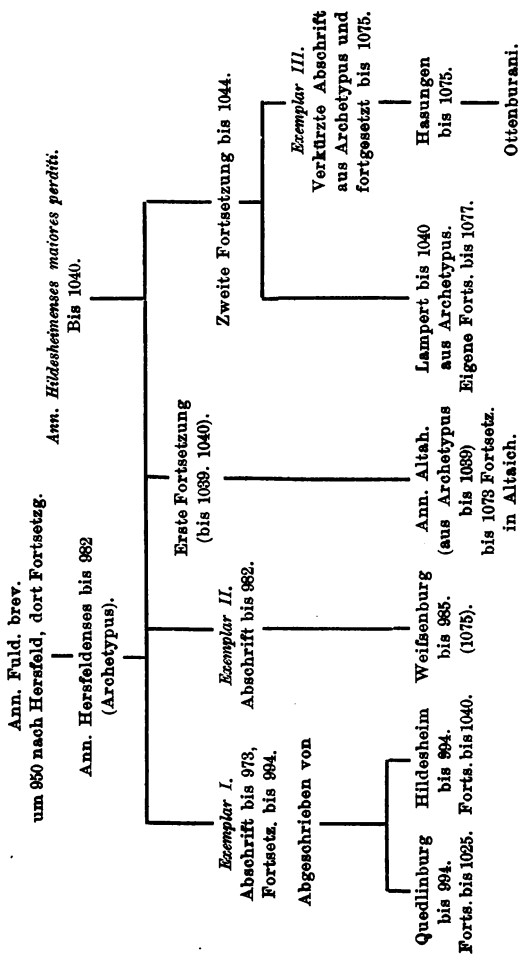 Ann. Fuld. brev.
um 950 nach Hersfeld, dort Fortsetzg.
Ann. Hersfeldenses bis 982
(Archetypus).
Ann. Hildesheimenses maiores perditi.
Bis 1040.
Exemplar I.
Abschrift bis 973,
Fortsetz. bis 994.
Abgeschrieben von
Quedlinburg
bis 994.
Forts. bis 1025.
Hildesheim
bis 994.
Forts. bis 1040.
Exemplar II.
Abschrift bis 982.
Weißenburg
bis 985.
(1075).
Erste Fortsetzung
(bis 1039. 1040).
Ann. Altah.
(aus Archetypus
bis 1039)
bis 1073 Fortsetz.
in Altaich.
Zweite Fortsetzung bis 1044.
Lampert bis 1040
aus Archetypus.
Eigene Forts. bis 1077.
Exemplar III.
Verkürzte Abschrift
aus Archetypus und
fortgesetzt bis 1075.
Hasungen
bis 1075.
Ottenburani.